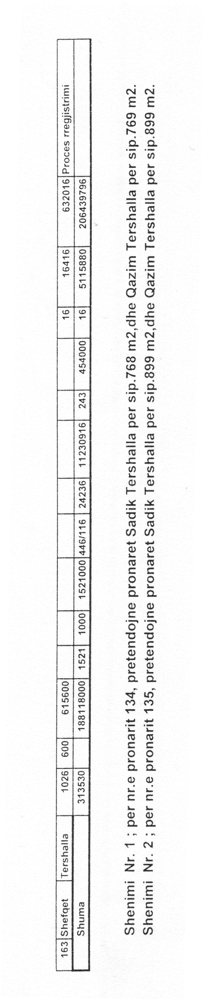 163 Shefqet Tershalla 1026 600 615600 16 16416 632016 Proces rregjistrimi
Shuma 313530 188118000 1521 1000 1521000 446/116 24236 11230916 243 454000 16 5115880 206439796
Shenimi Nr. 1 ; per nr.e pronarit 134, pretendojne pronaret Sadik Tershalla per sip.768 m2,dhe Qazim Tershalla per sip.769 m2.
Shenimi Nr. 2 ; per nr.e pronarit 135, pretendojne pronaret Sadik Tershalla per sip.899 m2,dhe Qazim Tershalla per sip.899 m2.